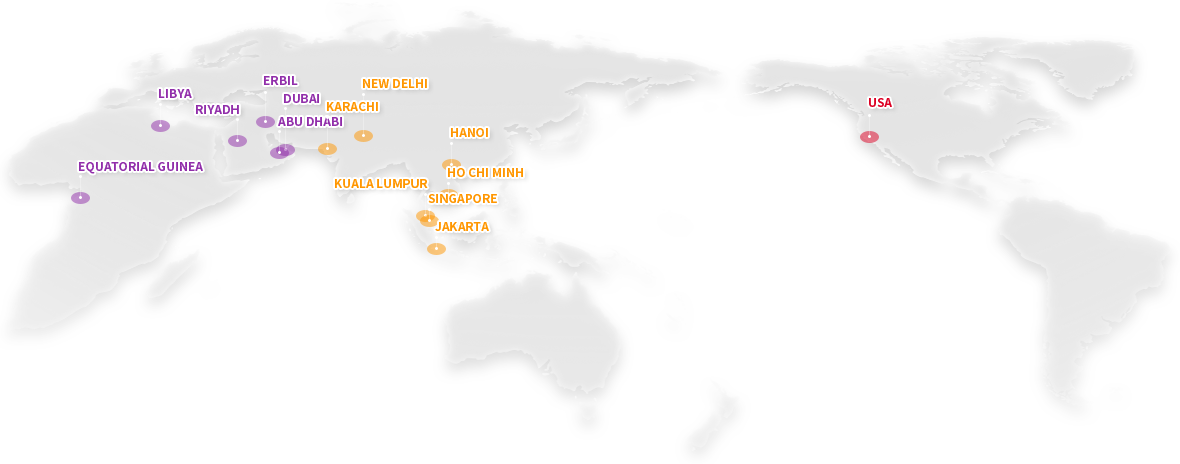 ERBIL
NEW DELHI
LIBYA
DUBAI
USA
RIYADH
KARACHI
ABU DHABI
HANOI
EQUATORIAL GUINEA
HO CHI MINH
KUALA LUMPUR
SINGAPORE
JAKARTA